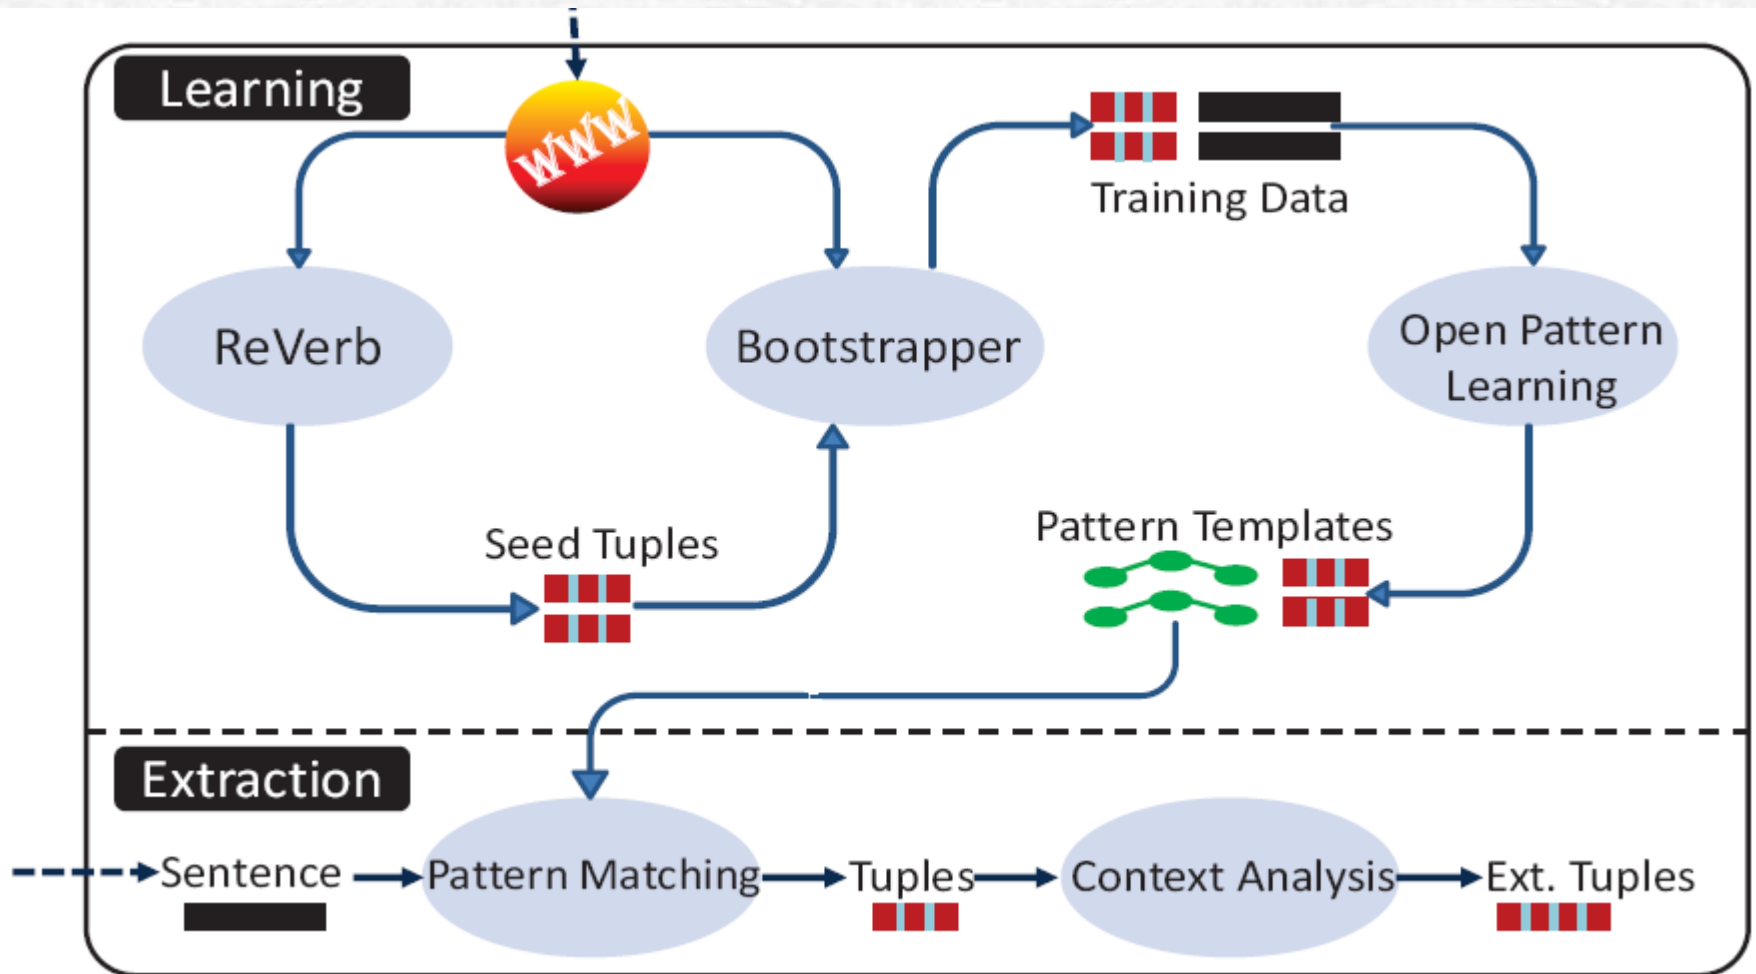 Learning
WWW
Training Data
ReVerb
Bootstrapper
Open Pattern
Learning
Seed Tuples
Pattern Templates
Extraction
Sentence
Pattern Matching
Tuples
Context Analysis
Ext. Tuples